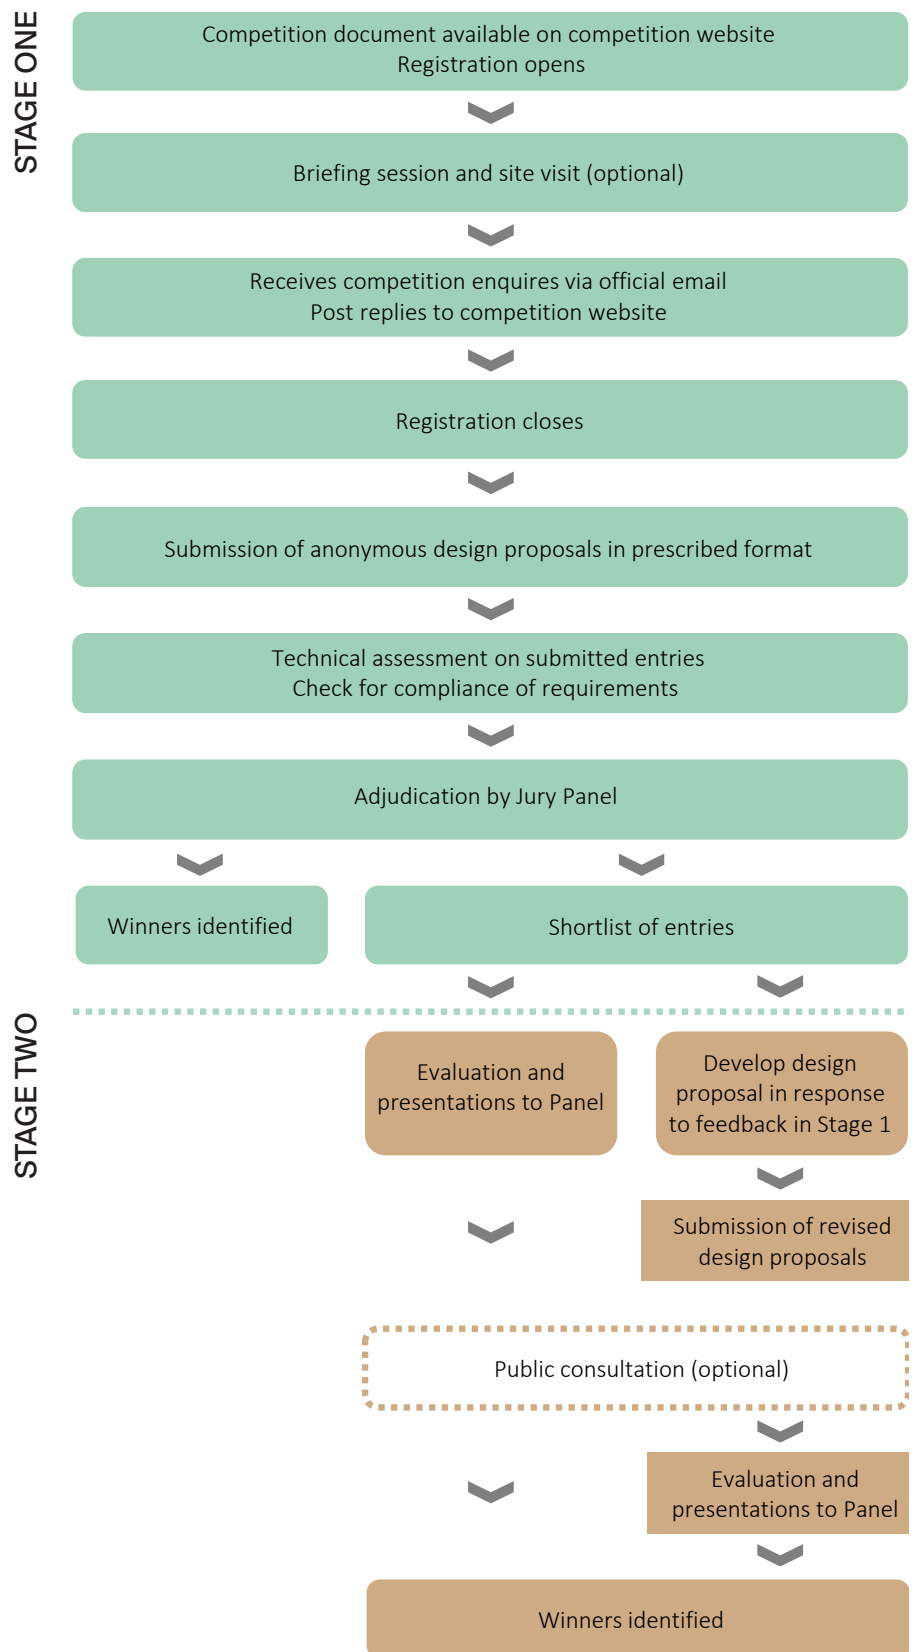 STAGE ONE
Competition document available on competition website
Registration opens
Briefing session and site visit (optional)
Receives competition enquires via official email
Post replies to competition website
Registration closes
Submission of anonymous design proposals in prescribed format
Technical assessment on submitted entries
Check for compliance of requirements
Adjudication by Jury Panel
Winners identified
Shortlist of entries
STAGE TWO
Evaluation and
presentations to Panel
Develop design
proposal in response
to feedback in Stage 1
Submission of revised
design proposals
Public consultation (optional)
Evaluation and
presentations to Panel
Winners identified